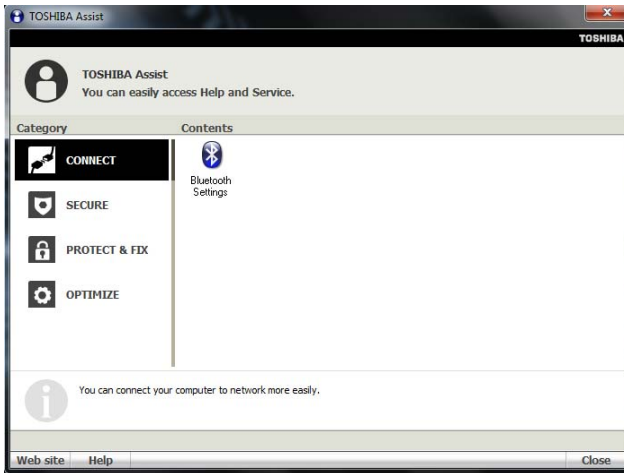 TOSHIBA Assist
TOSHIBA
TOSHIBA Assist
You can easily access Help and Service.
Category
Contents
CONNECT
SECURE
PROTECT & FIX
OPTIMIZE
Bluetooth
Settings
You can connect your computer to network more easily.
Web site
Help
Close